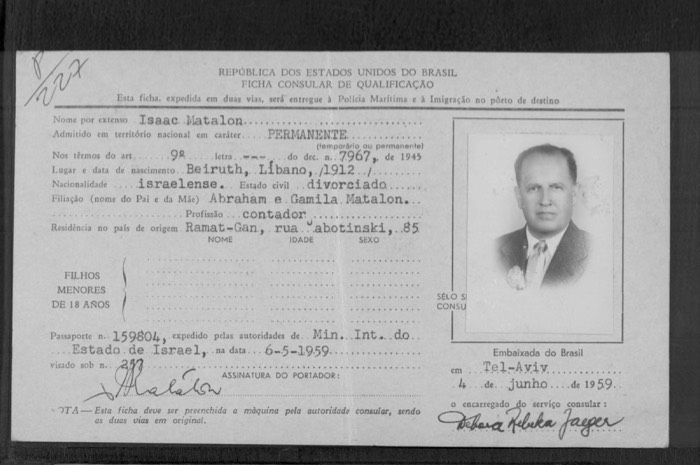 P/227
REPÚBLICA DOS ESTADOS UNIDOS DO BRASIL
FICHA CONSULAR DE QUALIFICAÇÃO
Esta ficha, expedida em duas vias, será entregue à Polícia Marítima e à Imigração no pôrto de destino
Nome por extenso Isaac Matalon
Admitido em território nacional em caráter PERMANENTE
(temporário ou permanente)
Nos têrmos do art. 9º letra ---, do dec. n. 7967, de 1945
Lugar e data de nascimento Beiruth, Líbano, /1912 /
Nacionalidade israelense. Estado civil divorciado
Filiação (nome do Pai e da Mãe) Abraham e Gamila Matalon.
Profissão contador
Residência no país de origem Ramat-Gan, rua Jabotinski, 85
NOME IDADE SEXO
FILHOS
MENORES
DE 18 ANOS
SÊLO S
CONSU
Passaporte n. 159804, expedido pelas autoridades de Min. Int. do
Estado de Israel, na data 6-5-1959
visado sob n. 257
ASSINATURA DO PORTADOR:
Matalon
OTA — Esta ficha deve ser preenchida a máquina pela autoridade consular, sendo
as duas vias em original.
Embaixada do Brasil
em Tel-Aviv
4 de junho de 1959
o encarregado do serviço consular:
Debora Rebeka Jaeger